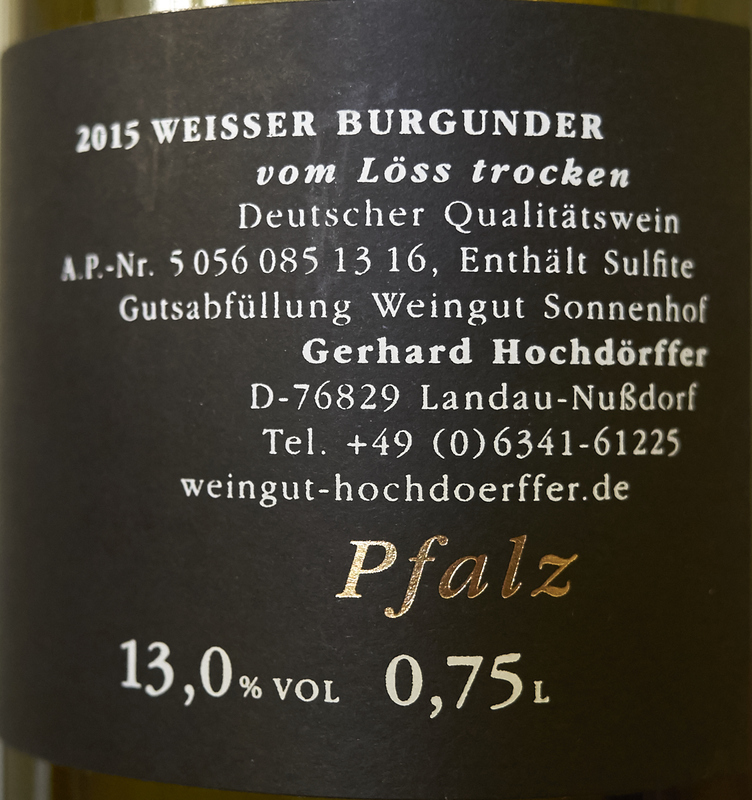 2015 WEISSER BURGUNDER
vom Löss trocken
Deutscher Qualitätswein
A.P.-Nr. 5 056 085 13 16, Enthält Sulfite
Gutsabfüllung Weingut Sonnenhof
Gerhard Hochdörffer
D-76829 Landau-Nußdorf
Tel. +49 (0)6341-61225
weingut-hochdoerffer.de
Pfalz
13,0% VOL 0,75L